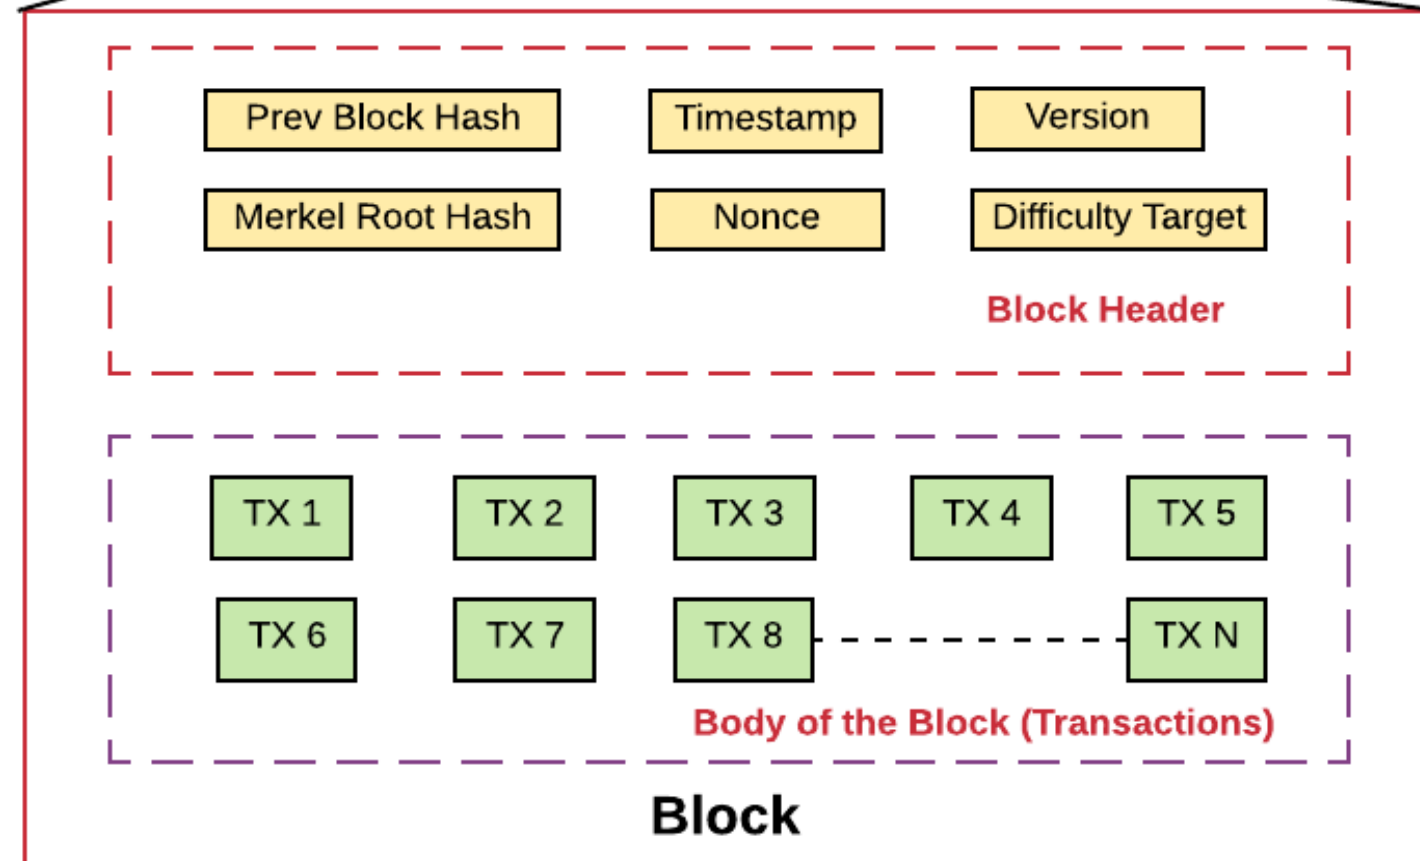 Prev Block Hash
Timestamp
Version
Merkel Root Hash
Nonce
Difficulty Target
Block Header
TX 1
TX 2
TX 3
TX 4
TX 5
TX 6
TX 7
TX 8
TX N
Body of the Block (Transactions)
Block